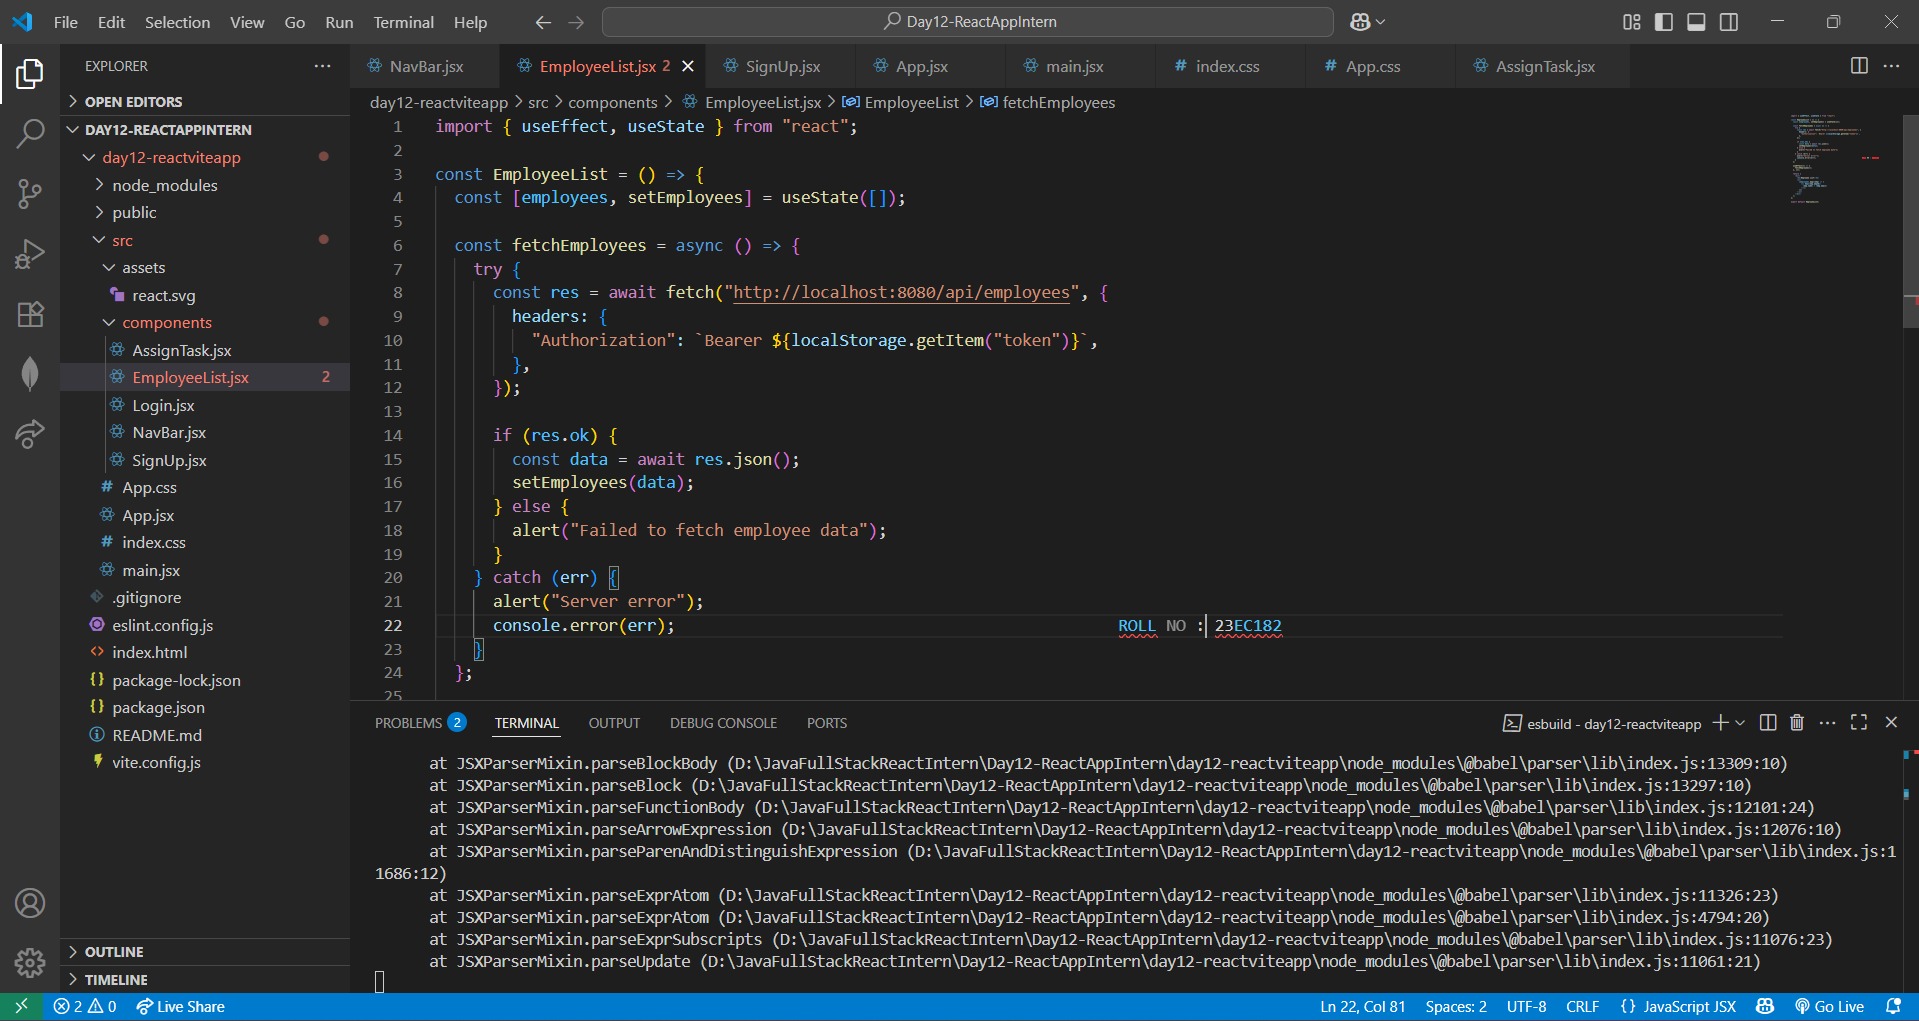 File Edit Selection View Go Run Terminal Help
Day12-ReactAppIntern
EXPLORER
OPEN EDITORS
DAY12-REACTAPPINTERN
day12-reactviteapp
node_modules
public
src
assets
react.svg
components
AssignTask.jsx
EmployeeList.jsx 2
Login.jsx
NavBar.jsx
SignUp.jsx
# App.css
App.jsx
# index.css
main.jsx
.gitignore
eslint.config.js
<> index.html
{} package-lock.json
{} package.json
README.md
vite.config.js
OUTLINE
TIMELINE
NavBar.jsx EmployeeList.jsx 2 SignUp.jsx App.jsx main.jsx # index.css # App.css AssignTask.jsx
day12-reactviteapp > src > components > EmployeeList.jsx > EmployeeList > fetchEmployees
1 import { useEffect, useState } from "react";
2
3 const EmployeeList = () => {
4 const [employees, setEmployees] = useState([]);
5
6 const fetchEmployees = async () => {
7 try {
8 const res = await fetch("http://localhost:8080/api/employees", {
9 headers: {
10 "Authorization": `Bearer ${localStorage.getItem("token")}`,
11 },
12 });
13
14 if (res.ok) {
15 const data = await res.json();
16 setEmployees(data);
17 } else {
18 alert("Failed to fetch employee data");
19 }
20 } catch (err) {
21 alert("Server error");
22 console.error(err); ROLL NO : 23EC182
23 }
24 };
25
PROBLEMS 2 TERMINAL OUTPUT DEBUG CONSOLE PORTS
esbuild - day12-reactviteapp
at JSXParserMixin.parseBlockBody (D:\JavaFullStackReactIntern\Day12-ReactAppIntern\day12-reactviteapp\node_modules\@babel\parser\lib\index.js:13309:10)
at JSXParserMixin.parseBlock (D:\JavaFullStackReactIntern\Day12-ReactAppIntern\day12-reactviteapp\node_modules\@babel\parser\lib\index.js:13297:10)
at JSXParserMixin.parseFunctionBody (D:\JavaFullStackReactIntern\Day12-ReactAppIntern\day12-reactviteapp\node_modules\@babel\parser\lib\index.js:12101:24)
at JSXParserMixin.parseArrowExpression (D:\JavaFullStackReactIntern\Day12-ReactAppIntern\day12-reactviteapp\node_modules\@babel\parser\lib\index.js:12076:10)
at JSXParserMixin.parseParenAndDistinguishExpression (D:\JavaFullStackReactIntern\Day12-ReactAppIntern\day12-reactviteapp\node_modules\@babel\parser\lib\index.js:1
1686:12)
at JSXParserMixin.parseExprAtom (D:\JavaFullStackReactIntern\Day12-ReactAppIntern\day12-reactviteapp\node_modules\@babel\parser\lib\index.js:11326:23)
at JSXParserMixin.parseExprAtom (D:\JavaFullStackReactIntern\Day12-ReactAppIntern\day12-reactviteapp\node_modules\@babel\parser\lib\index.js:4794:20)
at JSXParserMixin.parseExprSubscripts (D:\JavaFullStackReactIntern\Day12-ReactAppIntern\day12-reactviteapp\node_modules\@babel\parser\lib\index.js:11076:23)
at JSXParserMixin.parseUpdate (D:\JavaFullStackReactIntern\Day12-ReactAppIntern\day12-reactviteapp\node_modules\@babel\parser\lib\index.js:11061:21)
2 0 Live Share Ln 22, Col 81 Spaces: 2 UTF-8 CRLF {} JavaScript JSX Go Live